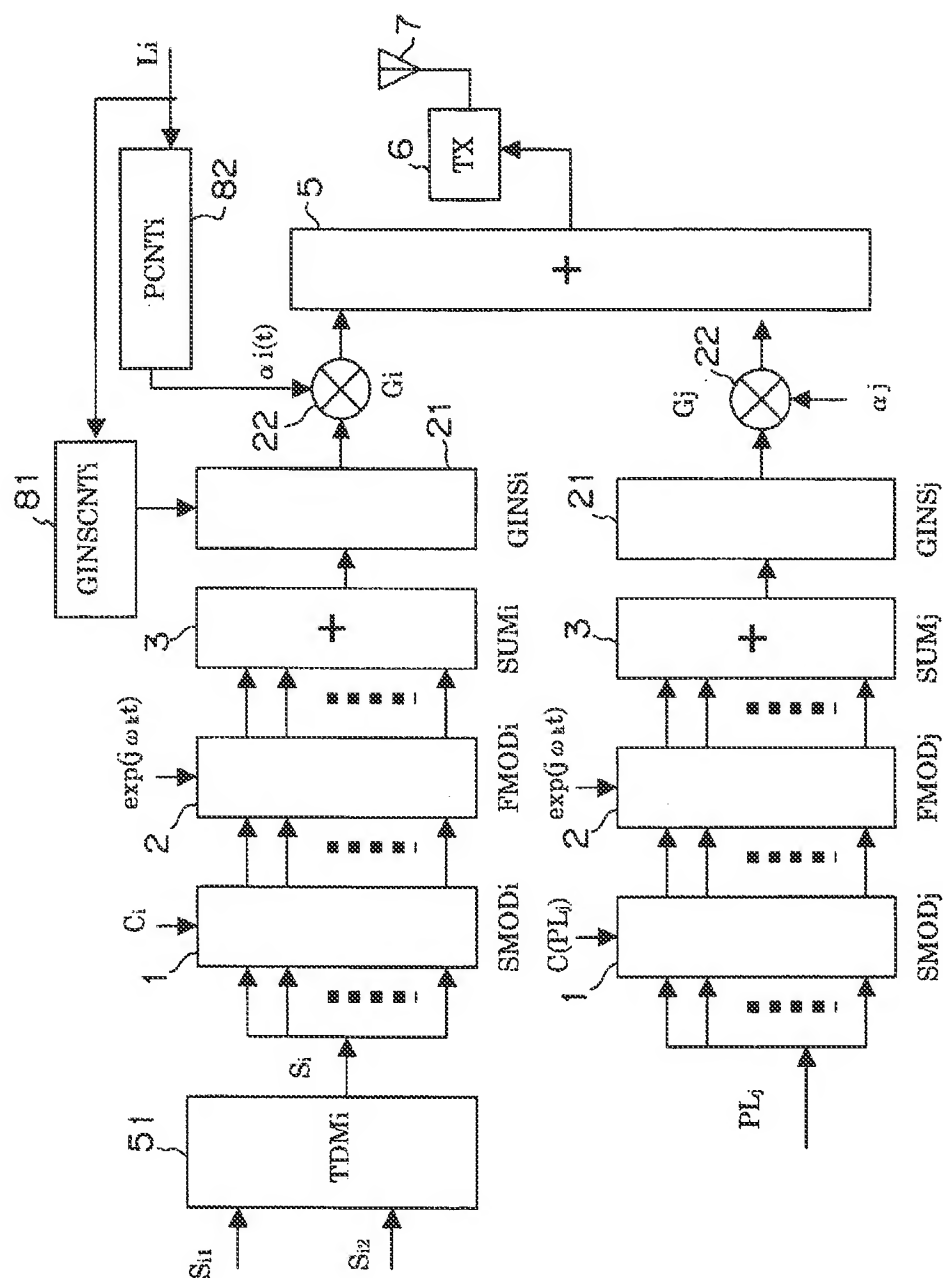 Li
PCNTi
82
GINSCNTi
81
αi(t)
7
6
TX
5
+
22
Gi
21
GINSi
3
+
SUMi
exp(jωkt)
2
FMODi
Ci
1
SMODi
Si
51
TDMi
Si1
Si2
Gj
22
αj
21
GINSj
3
+
SUMj
exp(jωkt)
2
FMODj
C(PLj)
1
SMODj
PLj